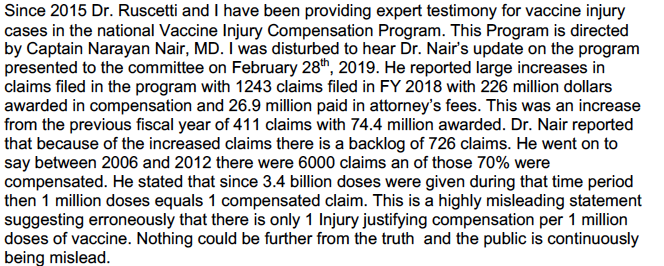 Since 2015 Dr. Ruscetti and I have been providing expert testimony for vaccine injury
cases in the national Vaccine Injury Compensation Program. This Program is directed
by Captain Narayan Nair, MD. I was disturbed to hear Dr. Nair's update on the program
presented to the committee on February 28th, 2019. He reported large increases in
claims filed in the program with 1243 claims filed in FY 2018 with 226 million dollars
awarded in compensation and 26.9 million paid in attorney's fees. This was an increase
from the previous fiscal year of 411 claims with 74.4 million awarded. Dr. Nair reported
that because of the increased claims there is a backlog of 726 claims. He went on to
say between 2006 and 2012 there were 6000 claims an of those 70% were
compensated. He stated that since 3.4 billion doses were given during that time period
then 1 million doses equals 1 compensated claim. This is a highly misleading statement
suggesting erroneously that there is only 1 Injury justifying compensation per 1 million
doses of vaccine. Nothing could be further from the truth  and the public is continuously
being mislead.